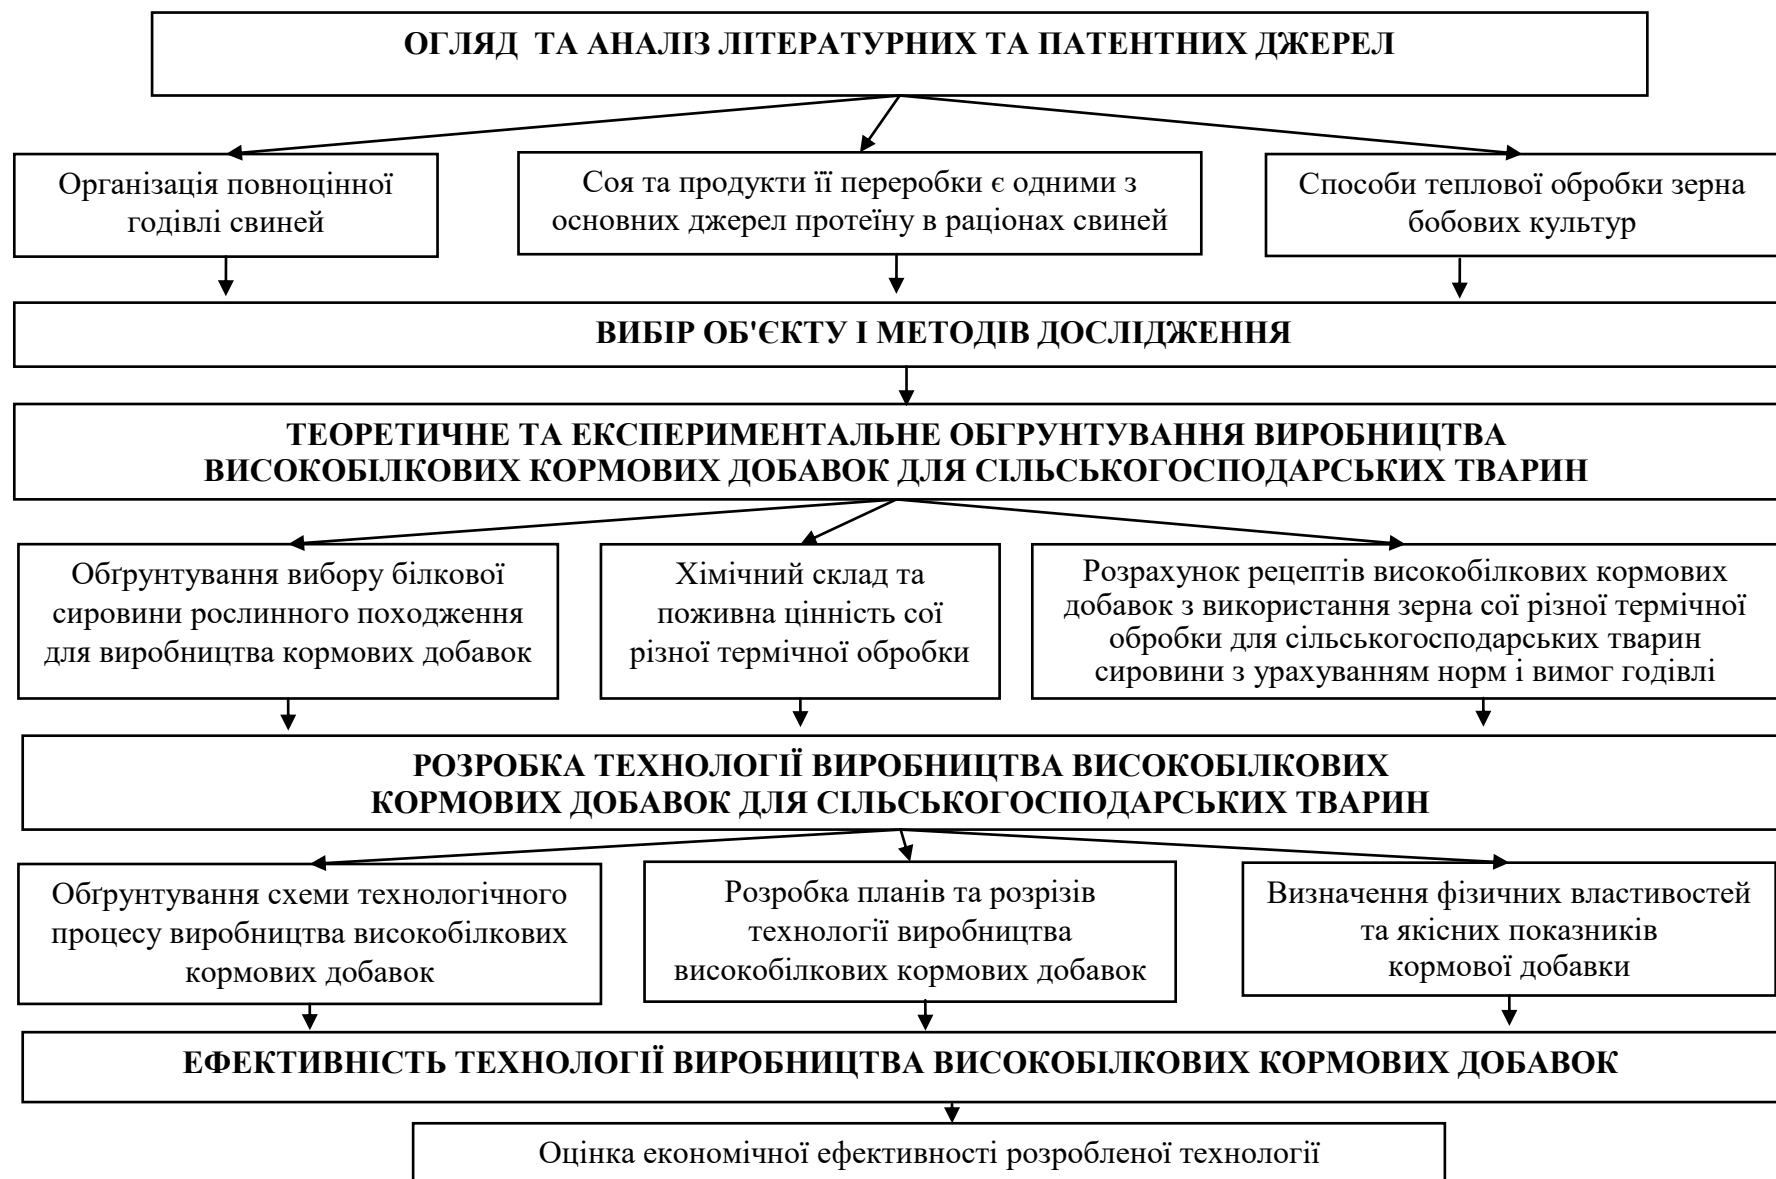 ОГЛЯД ТА АНАЛІЗ ЛІТЕРАТУРНИХ ТА ПАТЕНТНИХ ДЖЕРЕЛ
Організація повноцінної
годівлі свиней
Соя та продукти її переробки є одними з
основних джерел протеїну в раціонах свиней
Способи теплової обробки зерна
бобових культур
ВИБІР ОБ'ЄКТУ І МЕТОДІВ ДОСЛІДЖЕННЯ
ТЕОРЕТИЧНЕ ТА ЕКСПЕРИМЕНТАЛЬНЕ ОБГРУНТУВАННЯ ВИРОБНИЦТВА
ВИСОКОБІЛКОВИХ КОРМОВИХ ДОБАВОК ДЛЯ СІЛЬСЬКОГОСПОДАРСЬКИХ ТВАРИН
Обґрунтування вибору білкової
сировини рослинного походження
для виробництва кормових добавок
Хімічний склад та
поживна цінність сої
різної термічної обробки
Розрахунок рецептів високобілкових кормових
добавок з використання зерна сої різної термічної
обробки для сільськогосподарських тварин
сировини з урахуванням норм і вимог годівлі
РОЗРОБКА ТЕХНОЛОГІЇ ВИРОБНИЦТВА ВИСОКОБІЛКОВИХ
КОРМОВИХ ДОБАВОК ДЛЯ СІЛЬСЬКОГОСПОДАРСЬКИХ ТВАРИН
Обґрунтування схеми технологічного
процесу виробництва високобілкових
кормових добавок
Розробка планів та розрізів
технології виробництва
високобілкових кормових добавок
Визначення фізичних властивостей
та якісних показників
кормової добавки
ЕФЕКТИВНІСТЬ ТЕХНОЛОГІЇ ВИРОБНИЦТВА ВИСОКОБІЛКОВИХ КОРМОВИХ ДОБАВОК
Оцінка економічної ефективності розробленої технології